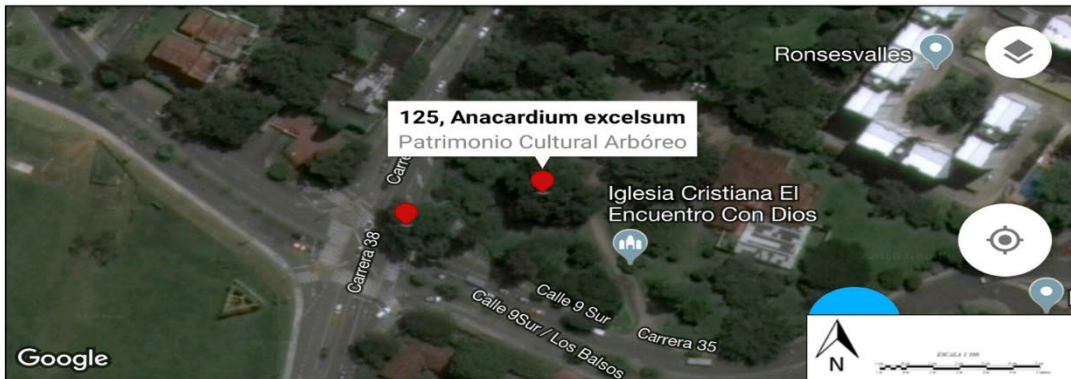 Ronsesvalles
125, Anacardium excelsum
Patrimonio Cultural Arbóreo
Carre
Iglesia Cristiana El
Encuentro Con Dios
Carrera 38
Calle 9 Sur
Calle 9Sur / Los Balsos
Carrera 35
Google
N